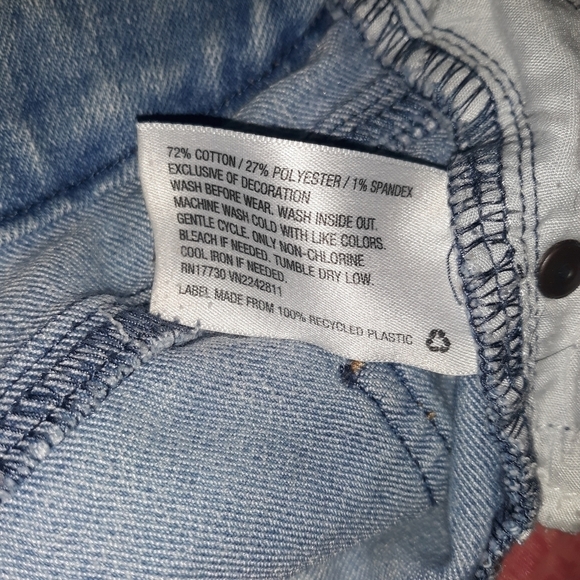 72% COTTON / 27% POLYESTER / 1% SPANDEX
EXCLUSIVE OF DECORATION
WASH BEFORE WEAR. WASH INSIDE OUT.
MACHINE WASH COLD WITH LIKE COLORS.
GENTLE CYCLE. ONLY NON-CHLORINE
BLEACH IF NEEDED. TUMBLE DRY LOW.
COOL IRON IF NEEDED.
RN17730 VN2242811
LABEL MADE FROM 100% RECYCLED PLASTIC